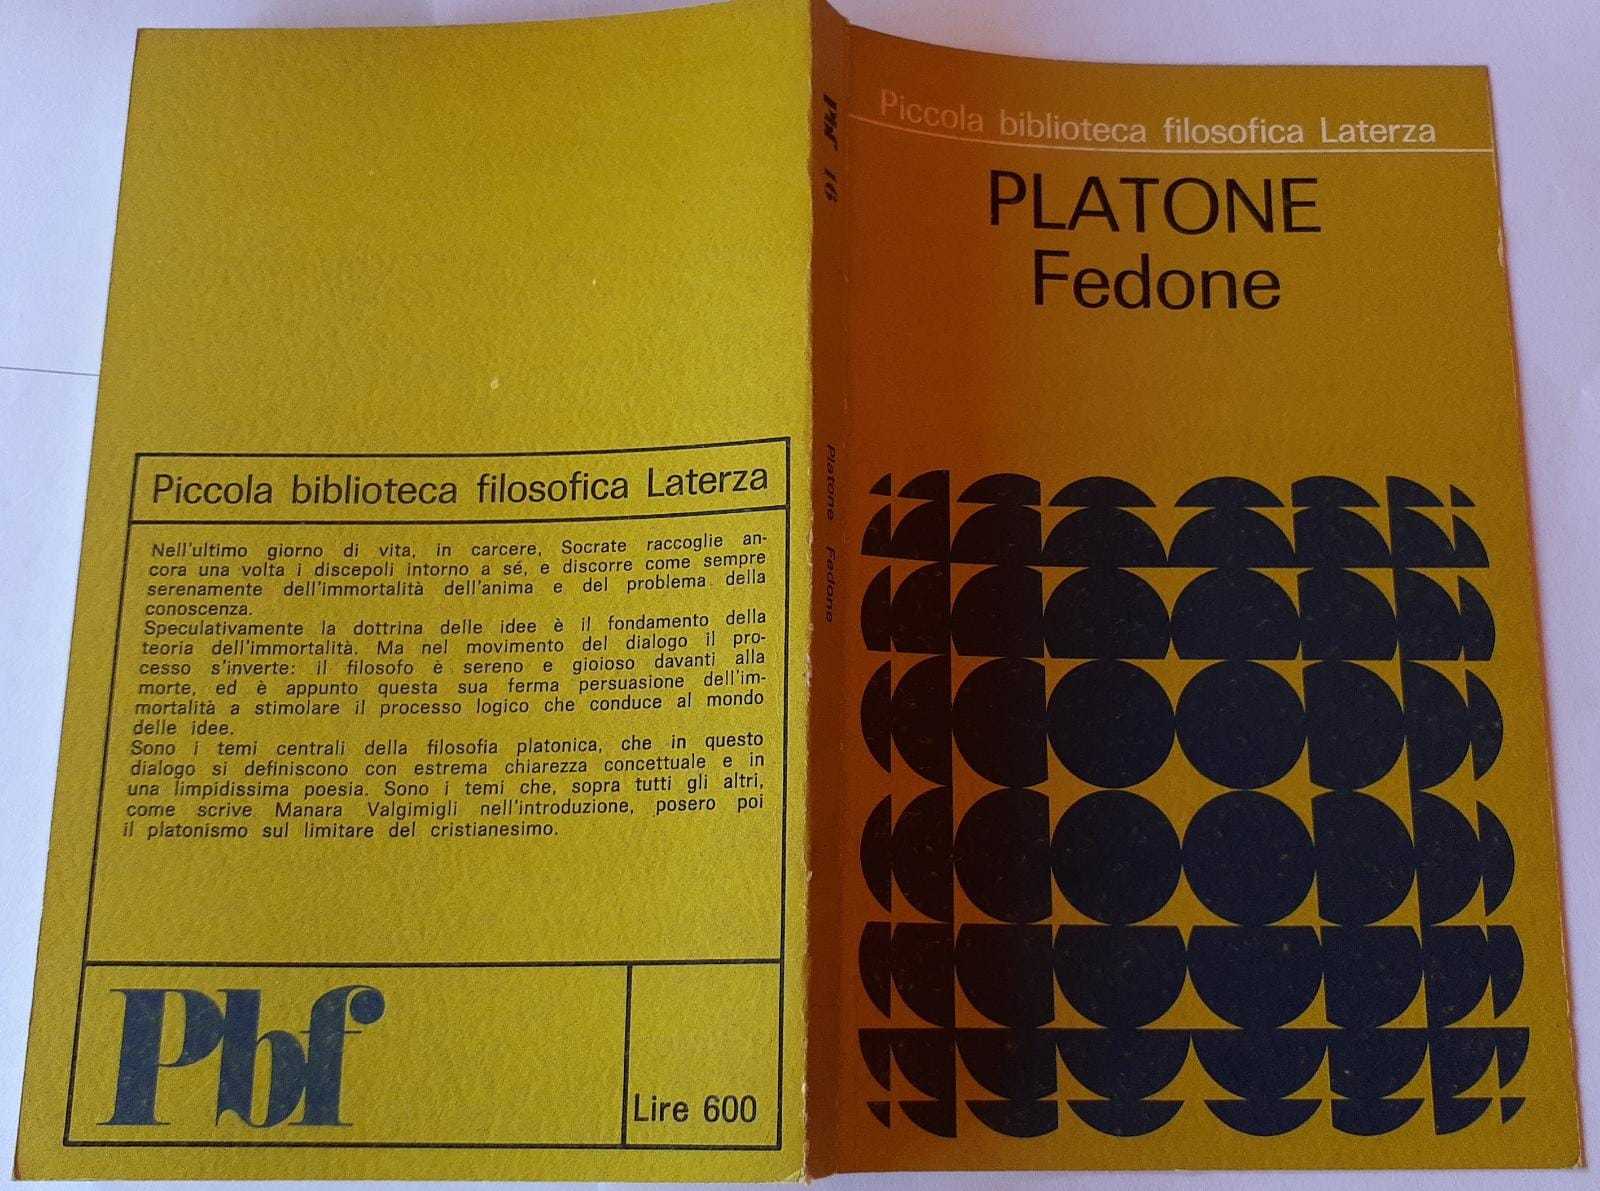 Piccola biblioteca filosofica Laterza
Nell'ultimo giorno di vita, in carcere, Socrate raccoglie an-
cora una volta i discepoli intorno a sé, e discorre come sempre
serenamente dell'immortalità dell'anima e del problema della
conoscenza.
Speculativamente la dottrina delle idee è il fondamento della
teoria dell'immortalità. Ma nel movimento del dialogo il pro-
cesso s'inverte: il filosofo è sereno e gioioso davanti alla
morte, ed è appunto questa sua ferma persuasione dell'im-
mortalità a stimolare il processo logico che conduce al mondo
delle idee.
Sono i temi centrali della filosofia platonica, che in questo
dialogo si definiscono con estrema chiarezza concettuale e in
una limpidissima poesia. Sono i temi che, sopra tutti gli altri,
come scrive Manara Valgimigli nell'introduzione, posero poi
il platonismo sul limitare del cristianesimo.
Pbf
Lire 600
Pbf 16
Platone Fedone
Piccola biblioteca filosofica Laterza
PLATONE
Fedone